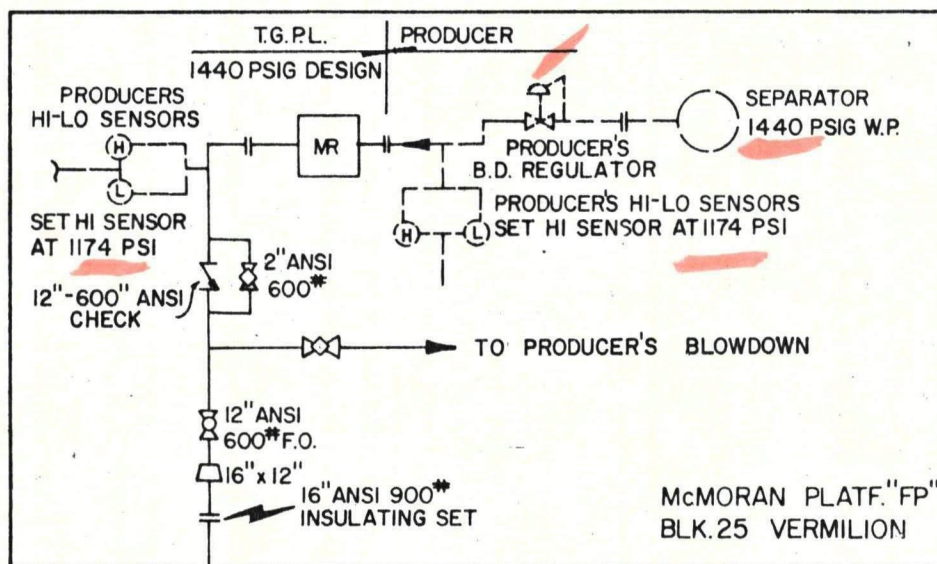 T.G.P.L.
PRODUCER
1440 PSIG DESIGN
PRODUCERS
HI-LO SENSORS
H
L
SET HI SENSOR
AT 1174 PSI
12"-600" ANSI
CHECK
MR
2" ANSI
600#
PRODUCER'S
B.D. REGULATOR
SEPARATOR
1440 PSIG W.P.
PRODUCER'S HI-LO SENSORS
SET HI SENSOR AT 1174 PSI
H
L
TO PRODUCER'S BLOWDOWN
12" ANSI
600# F.O.
16" x 12"
16" ANSI 900#
INSULATING SET
McMORAN PLATF. "FP"
BLK. 25 VERMILION